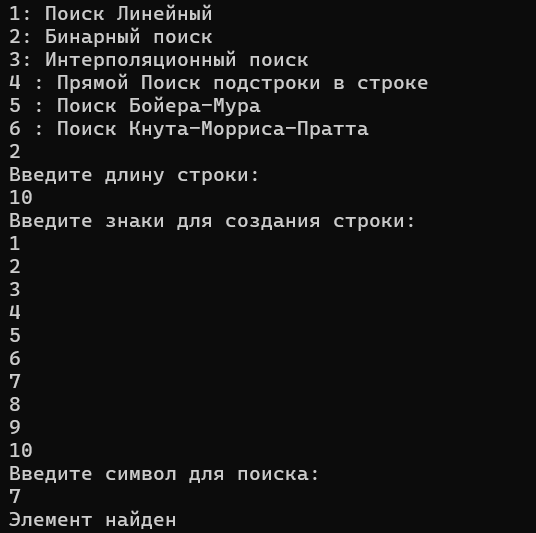 1: Поиск Линейный
2: Бинарный поиск
3: Интерполяционный поиск
4 : Прямой Поиск подстроки в строке
5 : Поиск Бойера-Мура
6 : Поиск Кнута-Морриса-Пратта
2
Введите длину строки:
10
Введите знаки для создания строки:
1
2
3
4
5
6
7
8
9
10
Введите символ для поиска:
7
Элемент найден